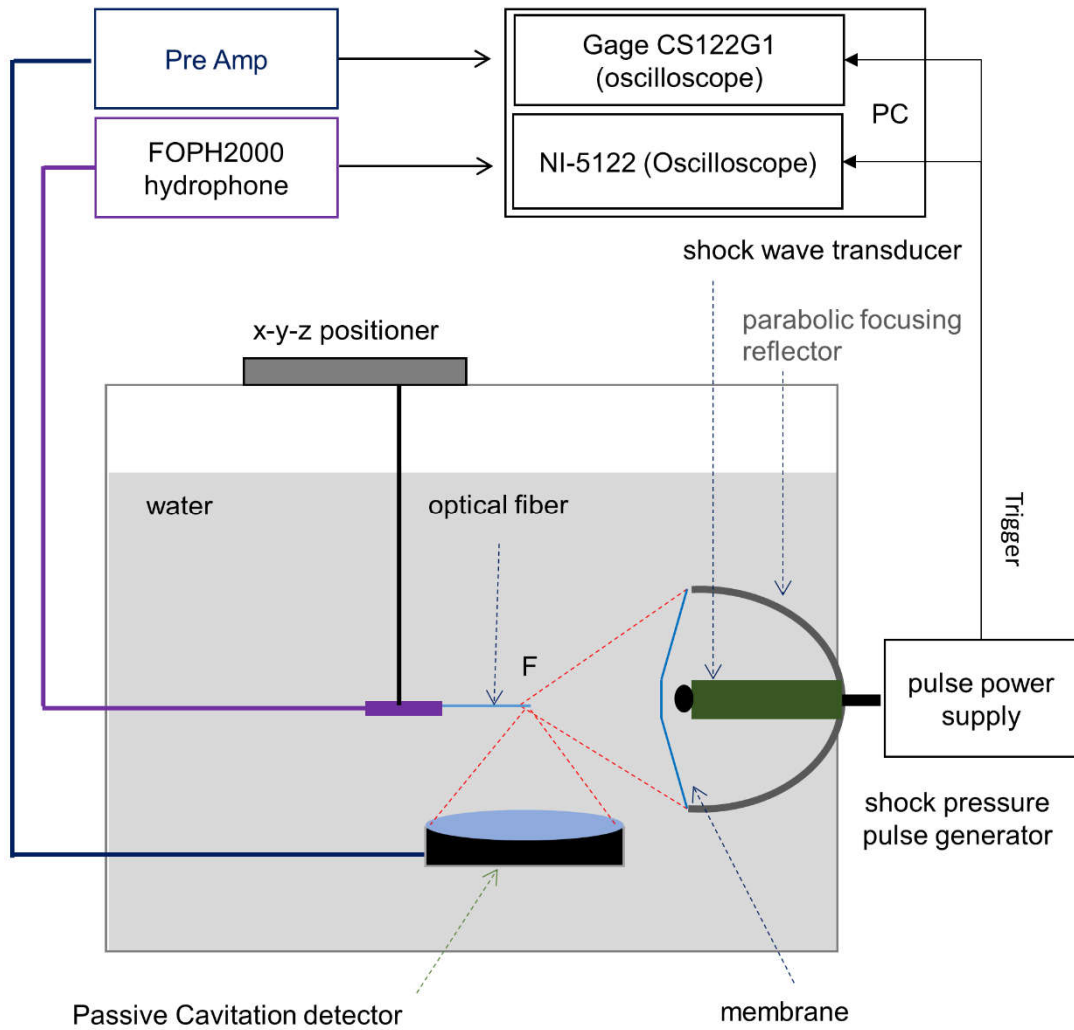 Pre Amp
Gage CS122G1
(oscilloscope)
PC
FOPH2000
hydrophone
NI-5122 (Oscilloscope)
shock wave transducer
x-y-z positioner
parabolic focusing
reflector
water
optical fiber
Trigger
F
pulse power
supply
shock pressure
pulse generator
Passive Cavitation detector
membrane